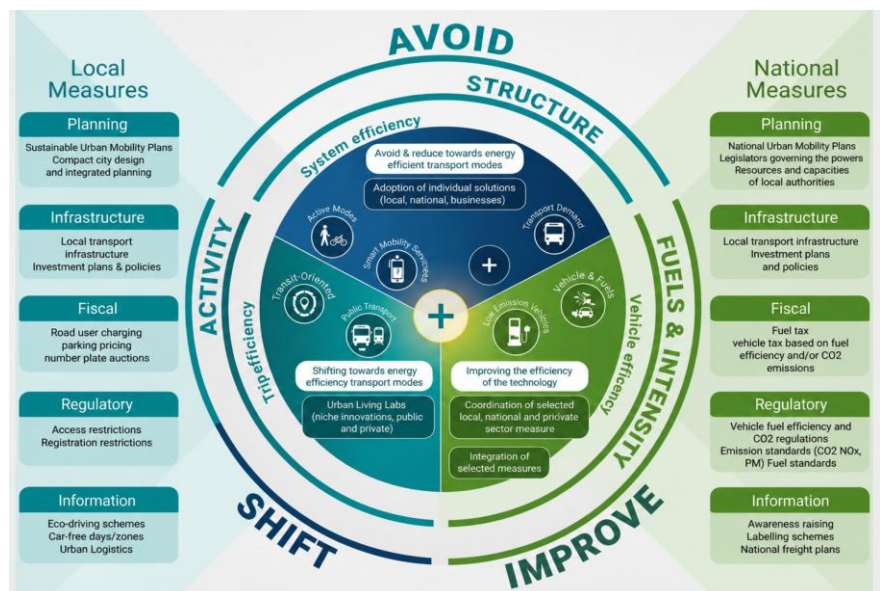 AVOID
STRUCTURE
System efficiency
Local
Measures
Planning
Sustainable Urban Mobility Plans
Compact city design
and integrated planning
Infrastructure
Local transport
infrastructure
Investment plans & policies
Fiscal
Road user charging
parking pricing
number plate auctions
Regulatory
Access restrictions
Registration restrictions
Information
Eco-driving schemes
Car-free days/zones
Urban Logistics
ACTIVITY
Tripefficiency
SHIFT
Avoid & reduce towards energy
efficient transport modes
Adoption of individual solutions
(local, national, businesses)
Active Modes
Smart Mobility Servicees
Transport Demand
Transit-Oriented
Public Transport
Shifting towards energy
efficiency transport modes
Urban Living Labs
(niche innovations, public
and private)
Low Emission Vehicles
Vehicle & Fuels
Improving the efficiency
of the technology
Coordination of selected
local, national and priivate
sector measure
Integration of
selected measures
Vehicle efficency
FUELS & INTENSITY
IMPROVE
National
Measures
Planning
National Urban Mobility Plans
Legislators governing the powers
Resources and capacities
of local authorities
Infrastructure
Local transport infrastructure
Investment plans
and policies
Fiscal
Fuel tax
vehicle tax based on fuel
efficiency and/or CO2
emissions
Regulatory
Vehicle fuel efficiency and
CO2 regulations
Emission standards (CO2 NOx,
PM) Fuel standards
Information
Awareness raising
Labelling schemes
National freight plans